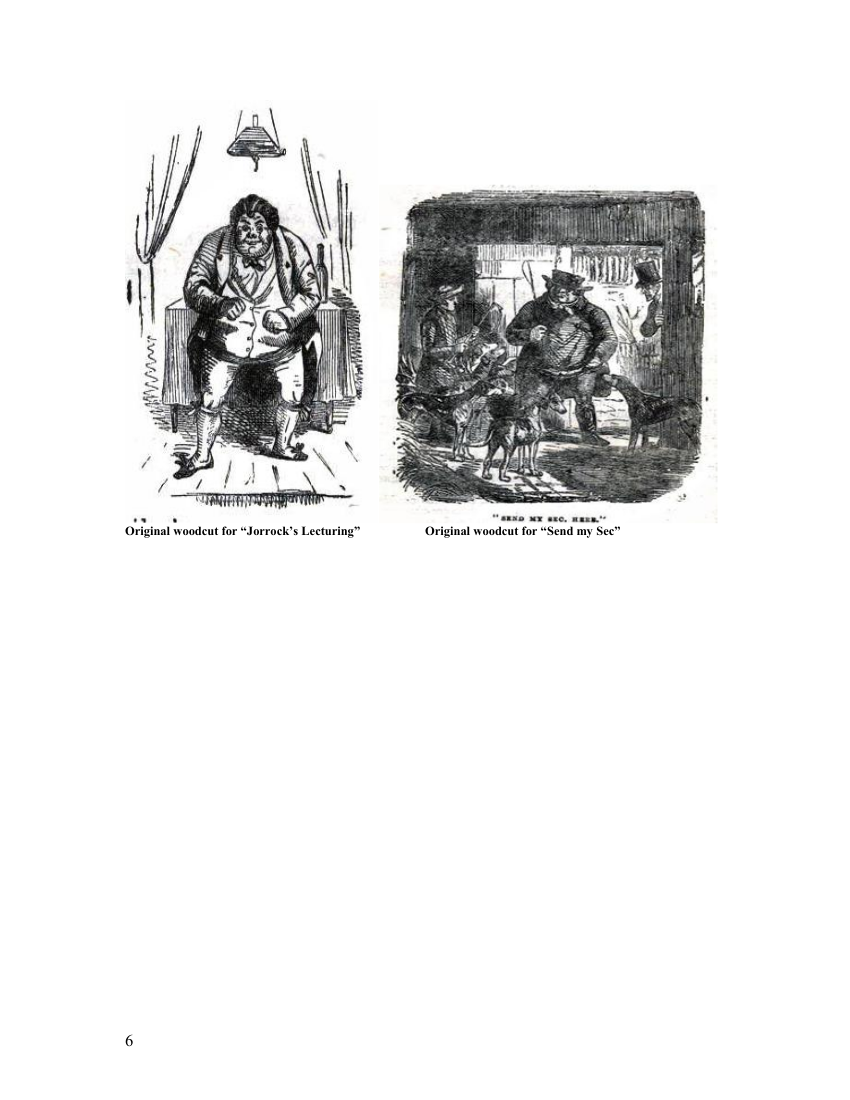 "SEND MY SEC. HERE."
Original woodcut for “Jorrock’s Lecturing”
Original woodcut for “Send my Sec”
6